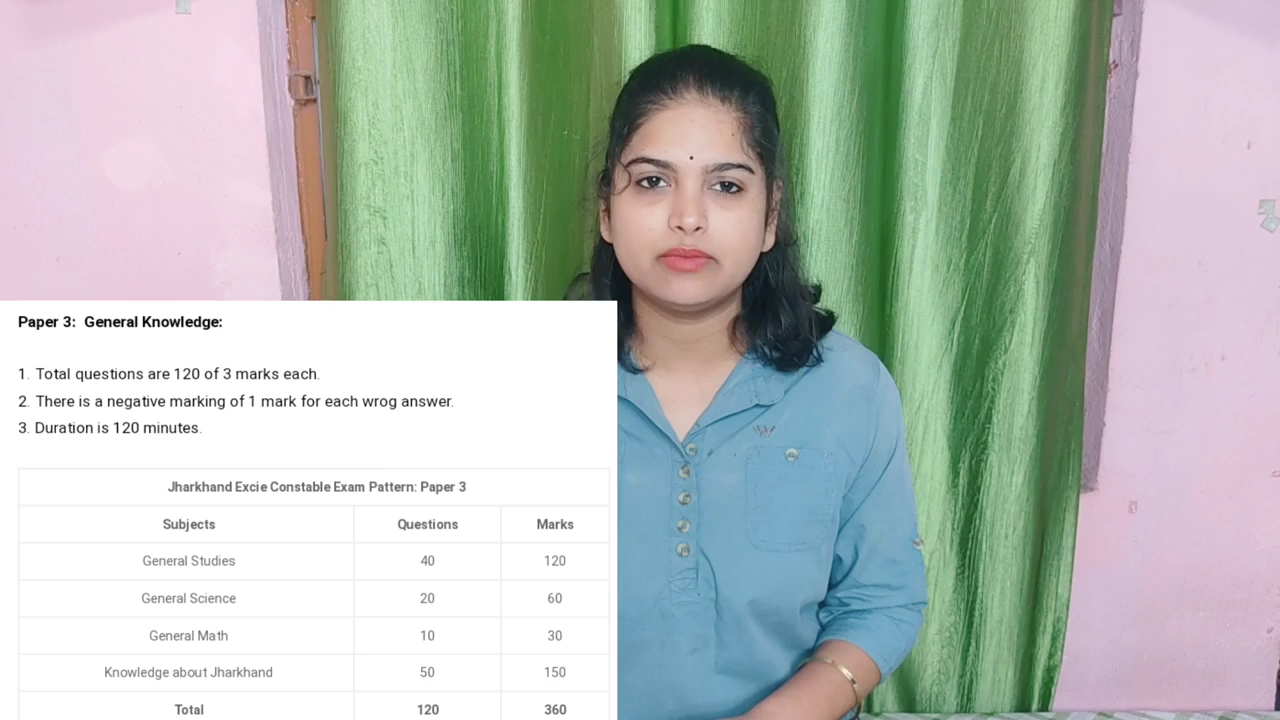 Paper 3: General Knowledge:
1. Total questions are 120 of 3 marks each.
2. There is a negative marking of 1 mark for each wrog answer.
3. Duration is 120 minutes.
Jharkhand Excie Constable Exam Pattern: Paper 3
Subjects Questions Marks
General Studies 40 120
General Science 20 60
General Math 10 30
Knowledge about Jharkhand 50 150
Total 120 360